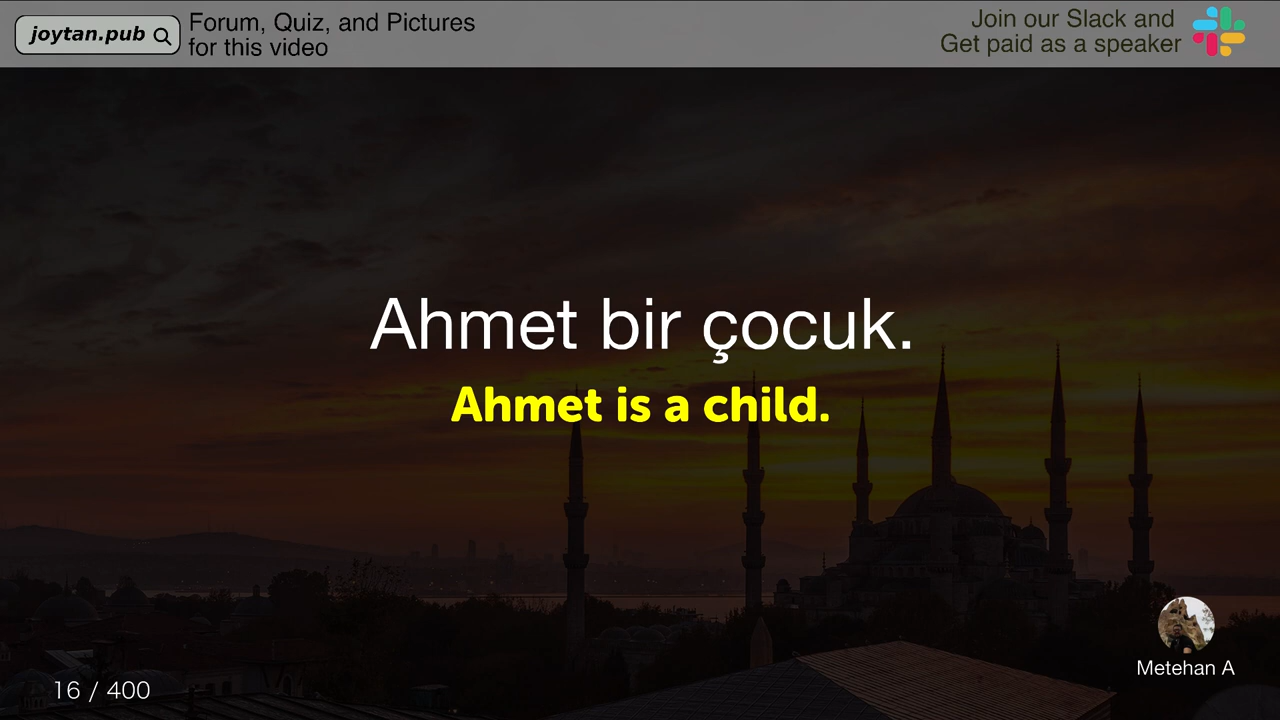 joytan.pub
Forum, Quiz, and Pictures
for this video
Join our Slack and
Get paid as a speaker
Ahmet bir çocuk.
Ahmet is a child.
Metehan A
16 / 400